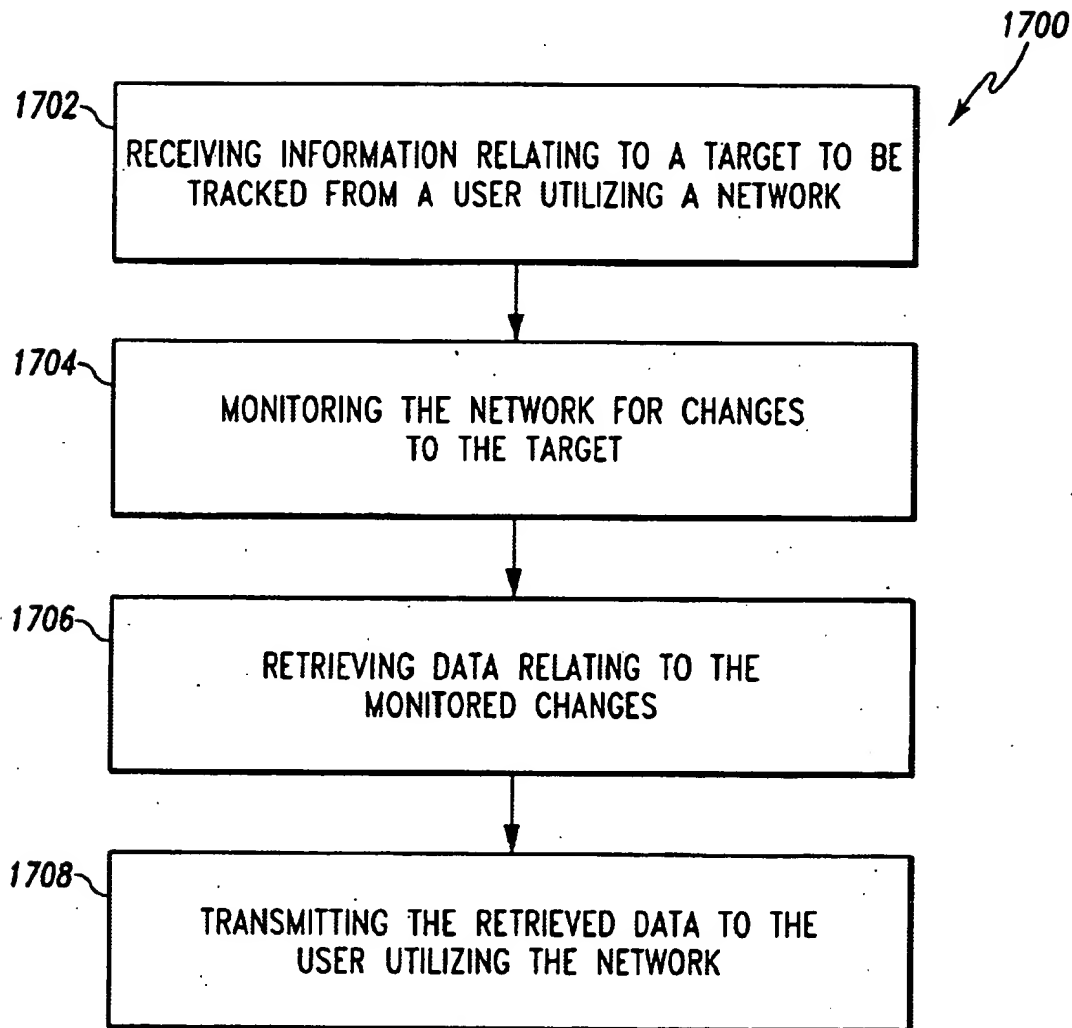 1700
1702
RECEIVING INFORMATION RELATING TO A TARGET TO BE
TRACKED FROM A USER UTILIZING A NETWORK
1704
MONITORING THE NETWORK FOR CHANGES
TO THE TARGET
1706
RETRIEVING DATA RELATING TO THE
MONITORED CHANGES
1708
TRANSMITTING THE RETRIEVED DATA TO THE
USER UTILIZING THE NETWORK